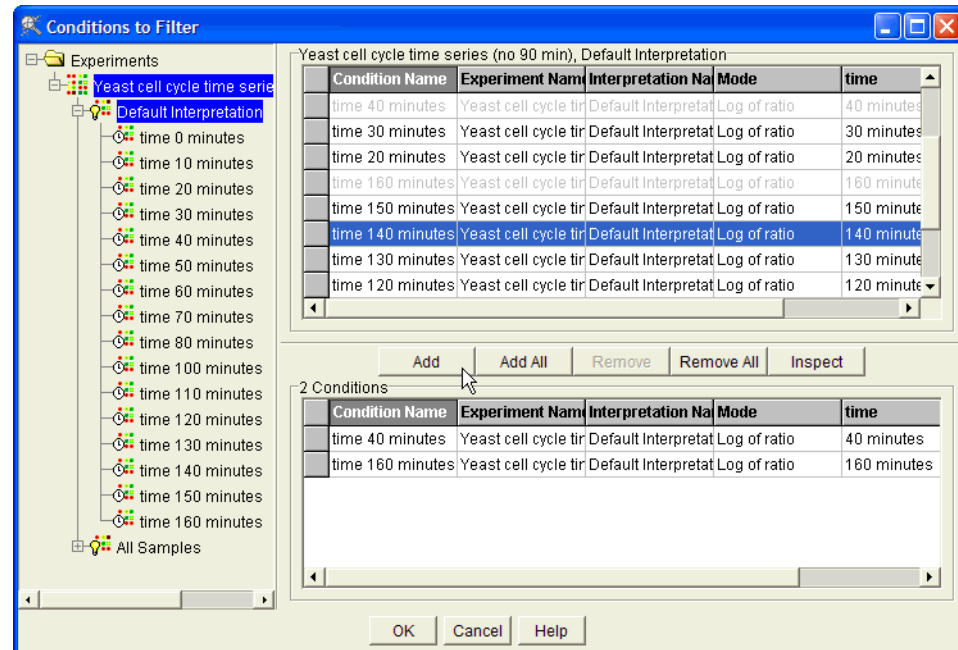 Conditions to Filter
Experiments
Yeast cell cycle time serie
Default Interpretation
time 0 minutes
time 10 minutes
time 20 minutes
time 30 minutes
time 40 minutes
time 50 minutes
time 60 minutes
time 70 minutes
time 80 minutes
time 100 minutes
time 110 minutes
time 120 minutes
time 130 minutes
time 140 minutes
time 150 minutes
time 160 minutes
All Samples
Yeast cell cycle time series (no 90 min), Default Interpretation
Condition Name Experiment Nam Interpretation Na Mode time
time 40 minutes Yeast cell cycle tir Default Interpretat Log of ratio 40 minutes
time 30 minutes Yeast cell cycle tir Default Interpretat Log of ratio 30 minutes
time 20 minutes Yeast cell cycle tir Default Interpretat Log of ratio 20 minutes
time 160 minutes Yeast cell cycle tir Default Interpretat Log of ratio 160 minute
time 150 minutes Yeast cell cycle tir Default Interpretat Log of ratio 150 minute
time 140 minutes Yeast cell cycle tir Default Interpretat Log of ratio 140 minute
time 130 minutes Yeast cell cycle tir Default Interpretat Log of ratio 130 minute
time 120 minutes Yeast cell cycle tir Default Interpretat Log of ratio 120 minute
Add Add All Remove Remove All Inspect
2 Conditions
Condition Name Experiment Nam Interpretation Na Mode time
time 40 minutes Yeast cell cycle tir Default Interpretat Log of ratio 40 minutes
time 160 minutes Yeast cell cycle tir Default Interpretat Log of ratio 160 minutes
OK Cancel Help